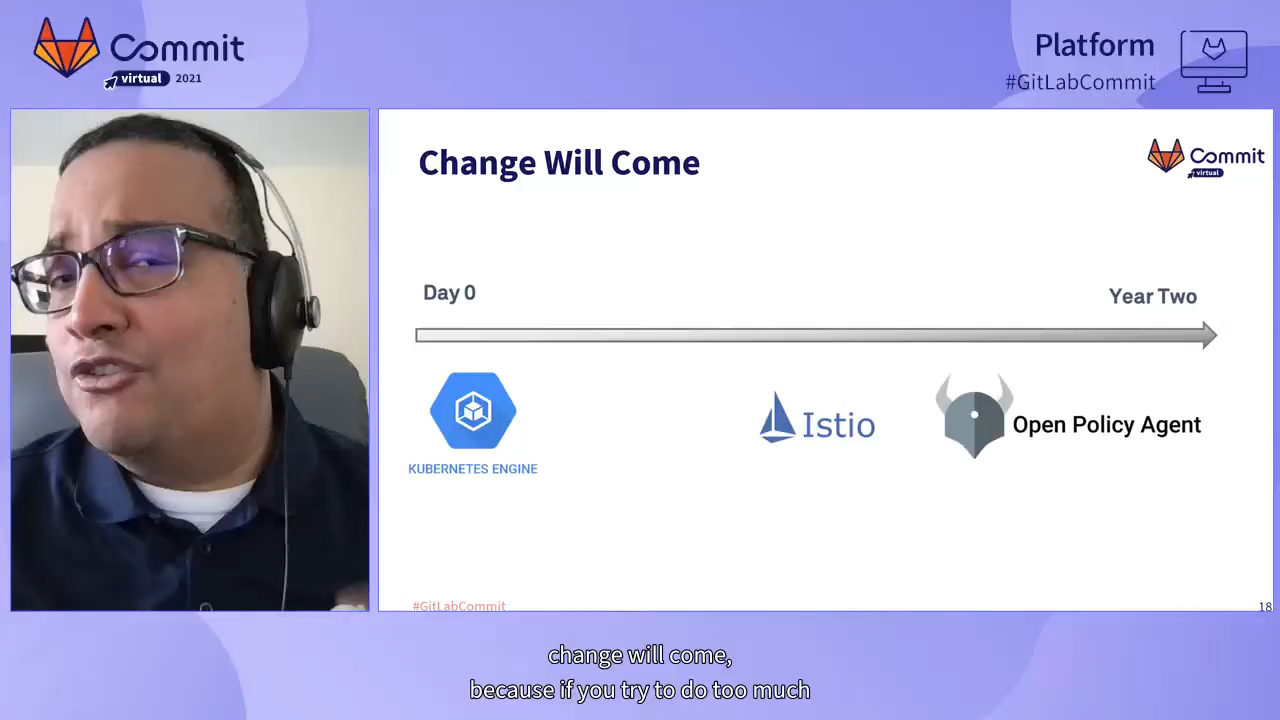 Commit
virtual 2021
Platform
#GitLabCommit
Change Will Come
Commit
virtual
Day 0
Year Two
KUBERNETES ENGINE
Istio
Open Policy Agent
#GitLabCommit
18
change will come,
because if you try to do too much